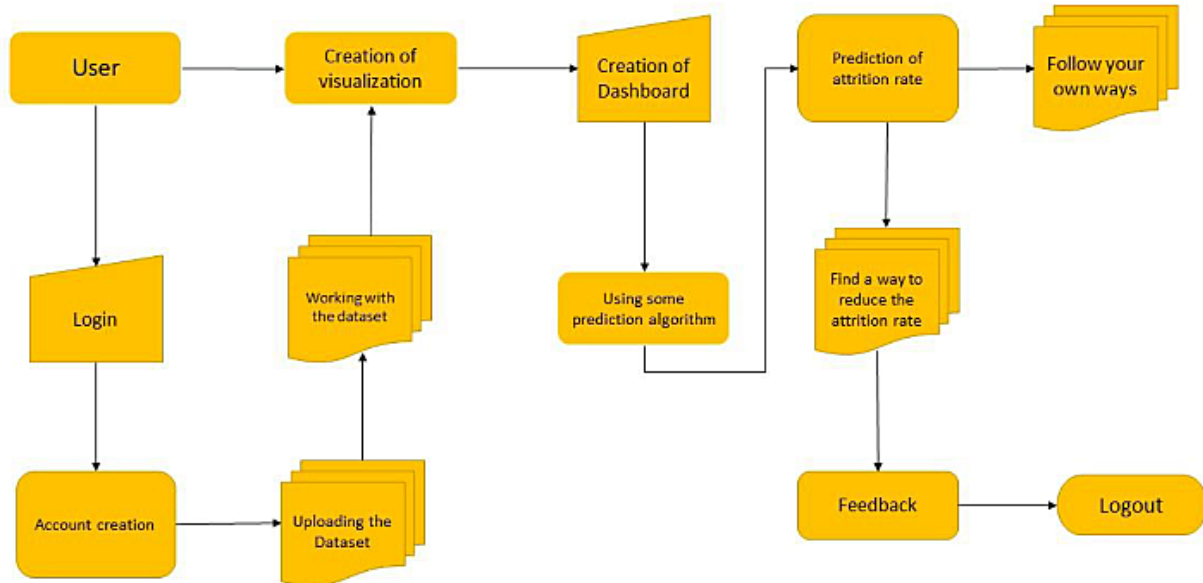 User
Creation of
visualization
Creation of
Dashboard
Prediction of
attrition rate
Follow your
own ways
Login
Working with
the dataset
Using some
prediction algorithm
Find a way to
reduce the
attrition rate
Account creation
Uploading the
Dataset
Feedback
Logout